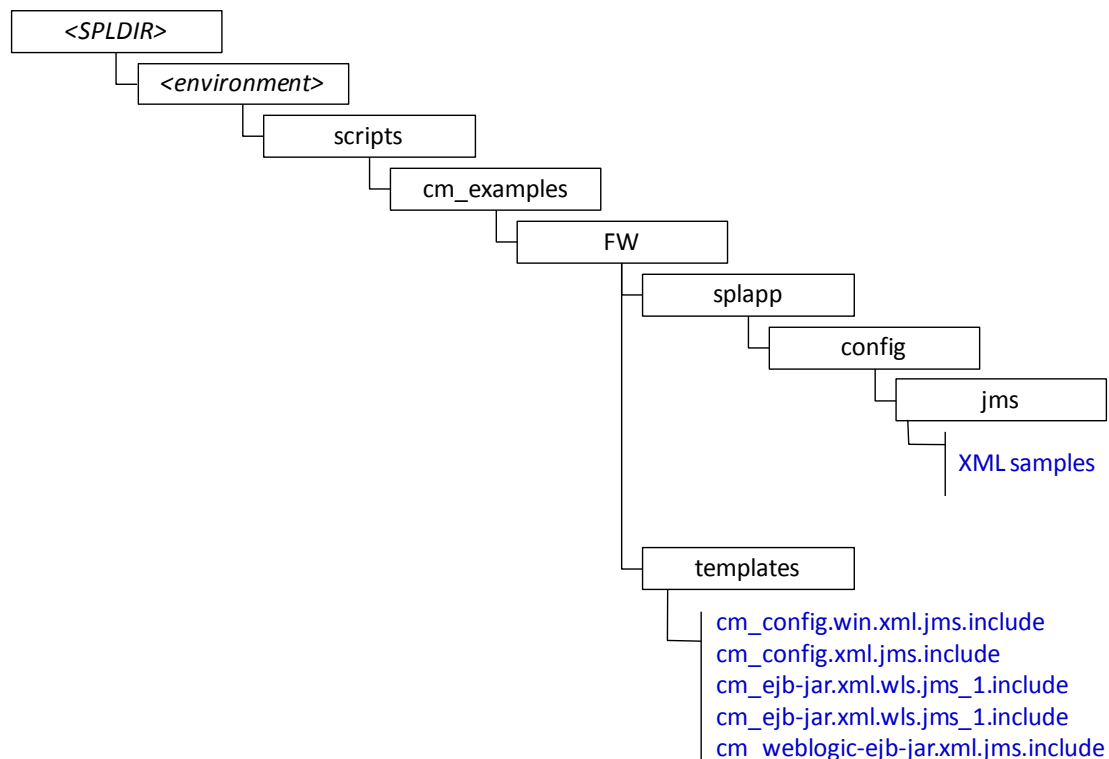 <SPLDIR>
<environment>
scripts
cm_examples
FW
splapp
config
jms
XML samples
templates
cm_config.win.xml.jms.include
cm_config.xml.jms.include
cm_ejb-jar.xml.wls.jms_1.include
cm_ejb-jar.xml.wls.jms_1.include
cm_weblogic-ejb-jar.xml.jms.include